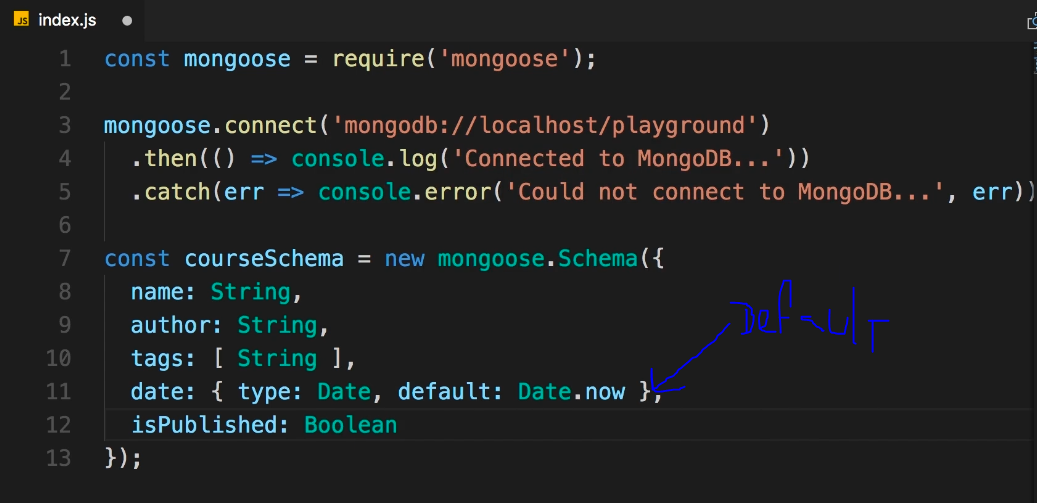 index.js
1 const mongoose = require('mongoose');
2
3 mongoose.connect('mongodb://localhost/playground')
4 .then(() => console.log('Connected to MongoDB...'))
5 .catch(err => console.error('Could not connect to MongoDB...', err))
6
7 const courseSchema = new mongoose.Schema({
8 name: String,
9 author: String,
Default
10 tags: [ String ],
11 date: { type: Date, default: Date.now },
12 isPublished: Boolean
13 });